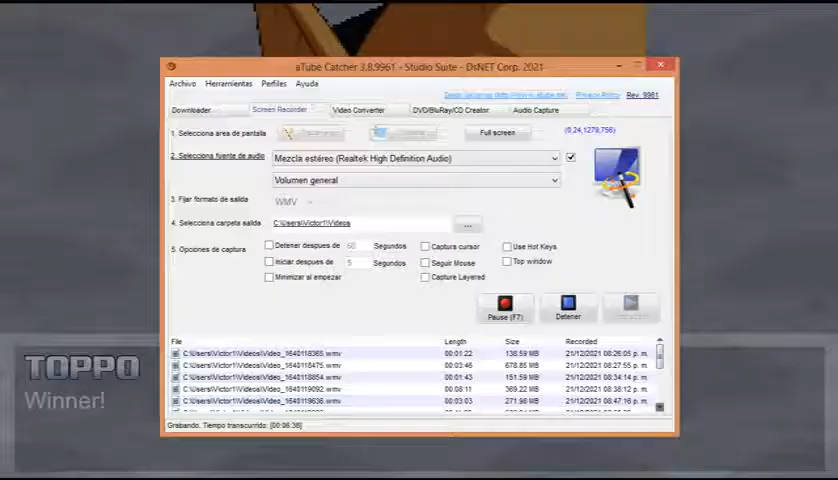 aTube Catcher 3.8.9961 - Studio Suite - DsNET Corp. 2021
Archivo Herramientas Perfiles Ayuda
Privacy Policy Rev. 9961
Downloader Screen Recorder Video Converter DVD/BluRay/CD Creator Audio Capture
1. Selecciona area de pantalla Full screen (0,24,1279,756)
2. Selecciona fuente de audio Mezcla estéreo (Realtek High Definition Audio)
Volumen general
3. Fijar formato de salida WMV
4. Selecciona carpeta salida C:\Users\Victor1\Videos ...
5. Opciones de captura Detener despues de 60 Segundos Captura cursor Use Hot Keys
Iniciar despues de 5 Segundos Seguir Mouse Top window
Minimizar al empezar Capture Layered
Pause (F7) Detener
File Length Size Recorded
C:\Users\Victor1\Videos\Video_1640118365.wmv 00:01:22 138.59 MB 21/12/2021 08:26:05 p. m.
C:\Users\Victor1\Videos\Video_1640118475.wmv 00:03:46 678.85 MB 21/12/2021 08:27:55 p. m.
C:\Users\Victor1\Videos\Video_1640118854.wmv 00:01:43 151.59 MB 21/12/2021 08:34:14 p. m.
C:\Users\Victor1\Videos\Video_1640119092.wmv 00:08:11 369.22 MB 21/12/2021 08:38:12 p. m.
C:\Users\Victor1\Videos\Video_1640119636.wmv 00:03:03 271.98 MB 21/12/2021 08:47:16 p. m.
Grabando. Tiempo transcurrido: [00:06:36]
TOPPO
Winner!